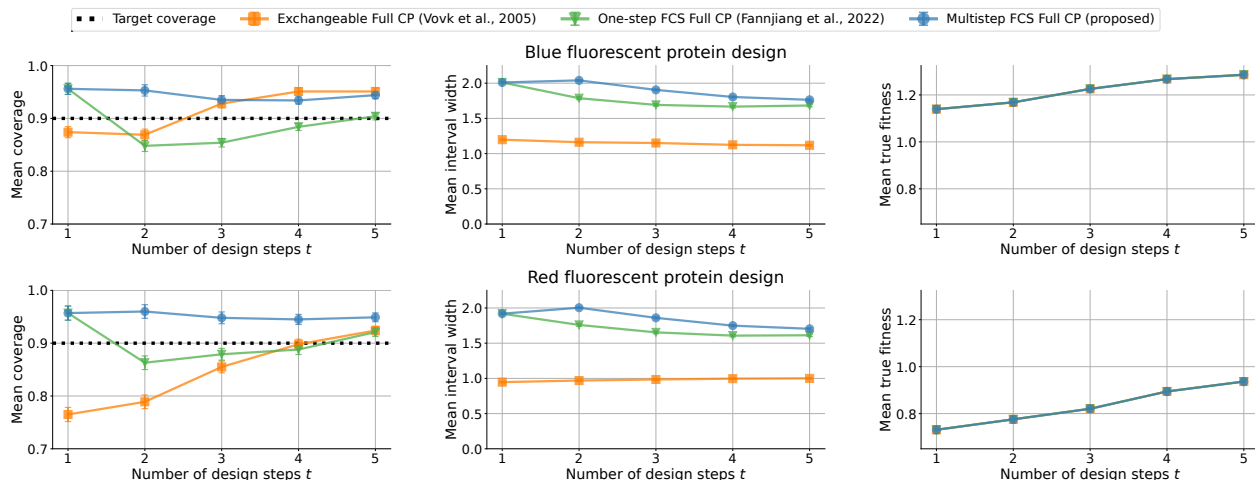 Target coverage Exchangeable Full CP (Vovk et al., 2005) One-step FCS Full CP (Fannjiang et al., 2022) Multistep FCS Full CP (proposed)
Blue fluorescent protein design
Mean coverage
1.0
0.9
0.8
0.7
1 2 3 4 5
Number of design steps t
Mean interval width
2.0
1.5
1.0
0.5
0.0
1 2 3 4 5
Number of design steps t
Mean true fitness
1.2
1.0
0.8
1 2 3 4 5
Number of design steps t
Red fluorescent protein design
Mean coverage
1.0
0.9
0.8
0.7
1 2 3 4 5
Number of design steps t
Mean interval width
2.0
1.5
1.0
0.5
0.0
1 2 3 4 5
Number of design steps t
Mean true fitness
1.2
1.0
0.8
1 2 3 4 5
Number of design steps t